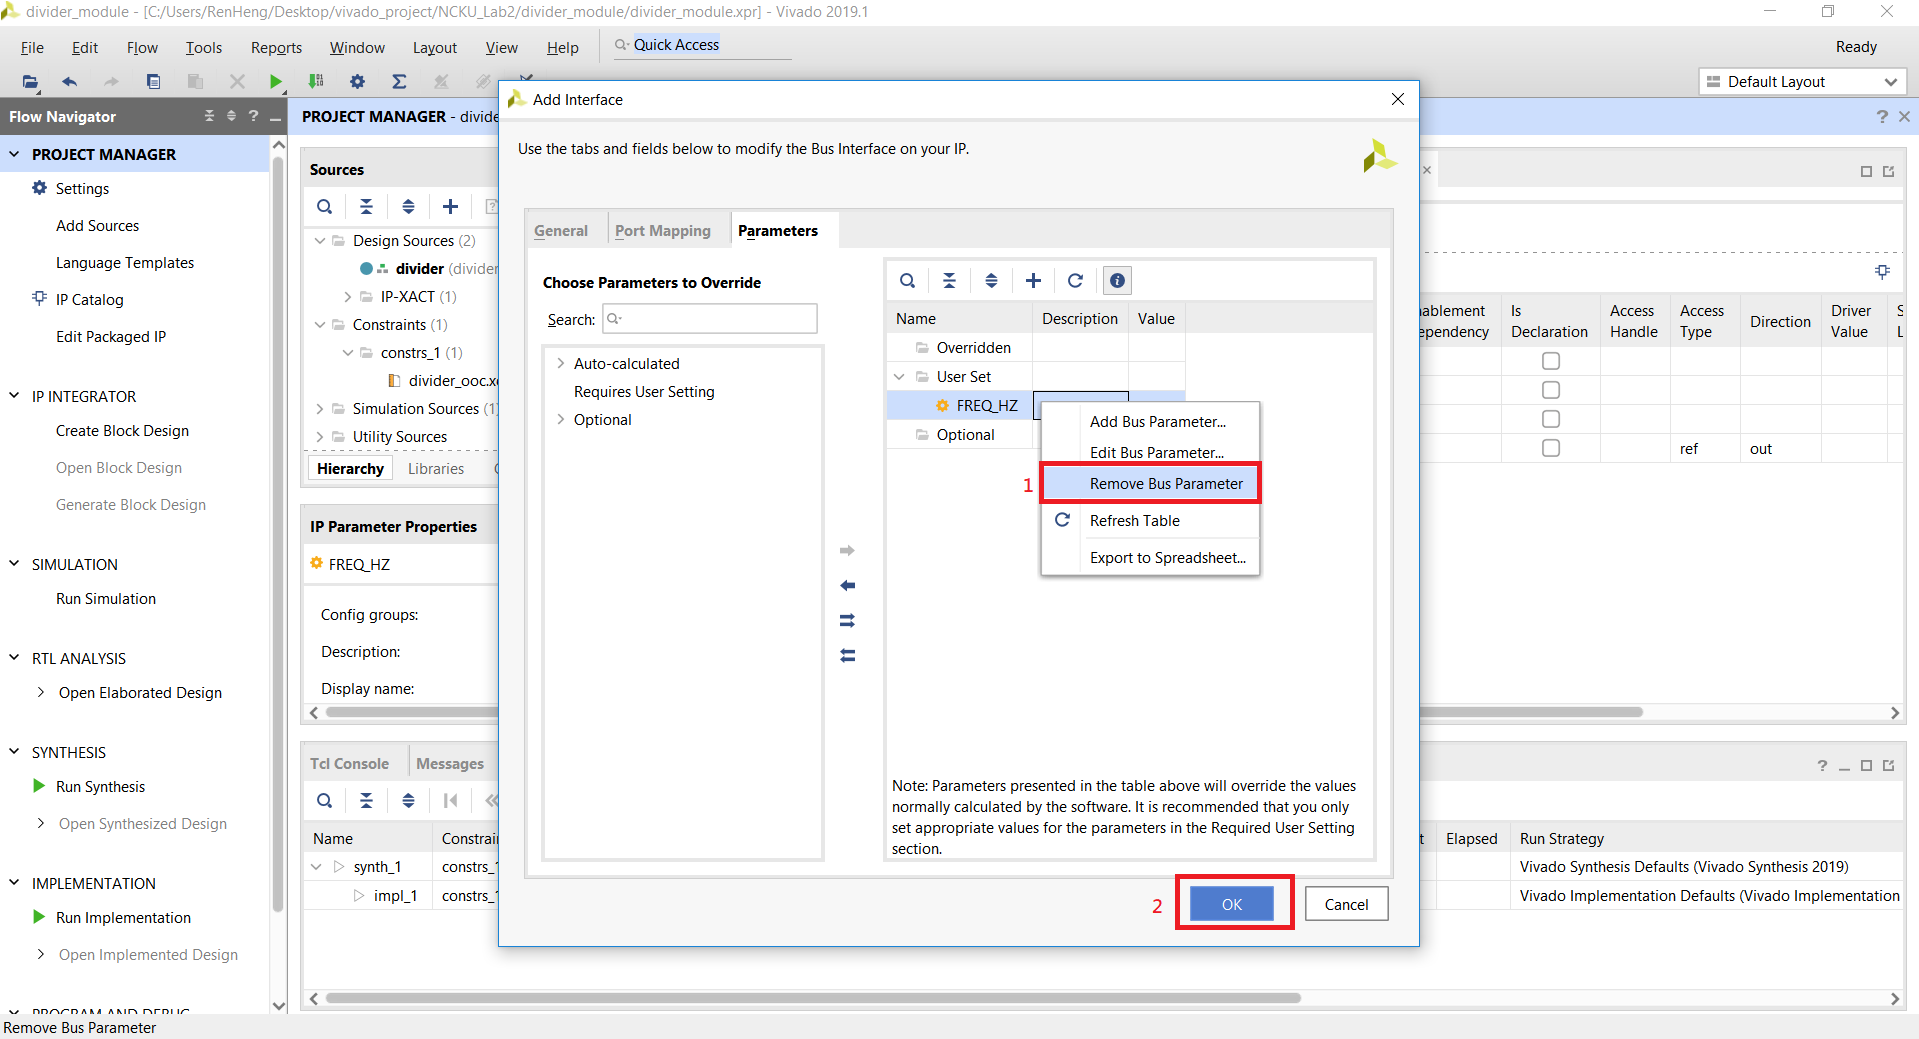 divider_module - [C:/Users/RenHeng/Desktop/vivado_project/NCKU_Lab2/divider_module/divider_module.xpr] - Vivado 2019.1
File Edit Flow Tools Reports Window Layout View Help Quick Access Ready
Default Layout
Flow Navigator
PROJECT MANAGER
Settings
Add Sources
Language Templates
IP Catalog
Edit Packaged IP
IP INTEGRATOR
Create Block Design
Open Block Design
Generate Block Design
SIMULATION
Run Simulation
RTL ANALYSIS
Open Elaborated Design
SYNTHESIS
Run Synthesis
Open Synthesized Design
IMPLEMENTATION
Run Implementation
Open Implemented Design
PROGRAM AND DEBUG
Remove Bus Parameter
PROJECT MANAGER - divide
Sources
Design Sources (2)
divider (divider
IP-XACT (1)
Constraints (1)
constrs_1 (1)
divider_ooc.x
Simulation Sources (1
Utility Sources
Hierarchy Libraries
IP Parameter Properties
FREQ_HZ
Config groups:
Description:
Display name:
Tcl Console Messages
Name Constrai
synth_1 constrs_1
impl_1 constrs_1
Add Interface
Use the tabs and fields below to modify the Bus Interface on your IP.
General Port Mapping Parameters
Choose Parameters to Override
Search:
Auto-calculated
Requires User Setting
Optional
Name Description Value
Overridden
User Set
FREQ_HZ
Optional
Add Bus Parameter...
Edit Bus Parameter...
1 Remove Bus Parameter
Refresh Table
Export to Spreadsheet...
Note: Parameters presented in the table above will override the values
normally calculated by the software. It is recommended that you only
set appropriate values for the parameters in the Required User Setting
section.
2 OK Cancel
ablement Is Access Access Direction Driver S
ependency Declaration Handle Type Value L
ref out
t Elapsed Run Strategy
Vivado Synthesis Defaults (Vivado Synthesis 2019)
Vivado Implementation Defaults (Vivado Implementation